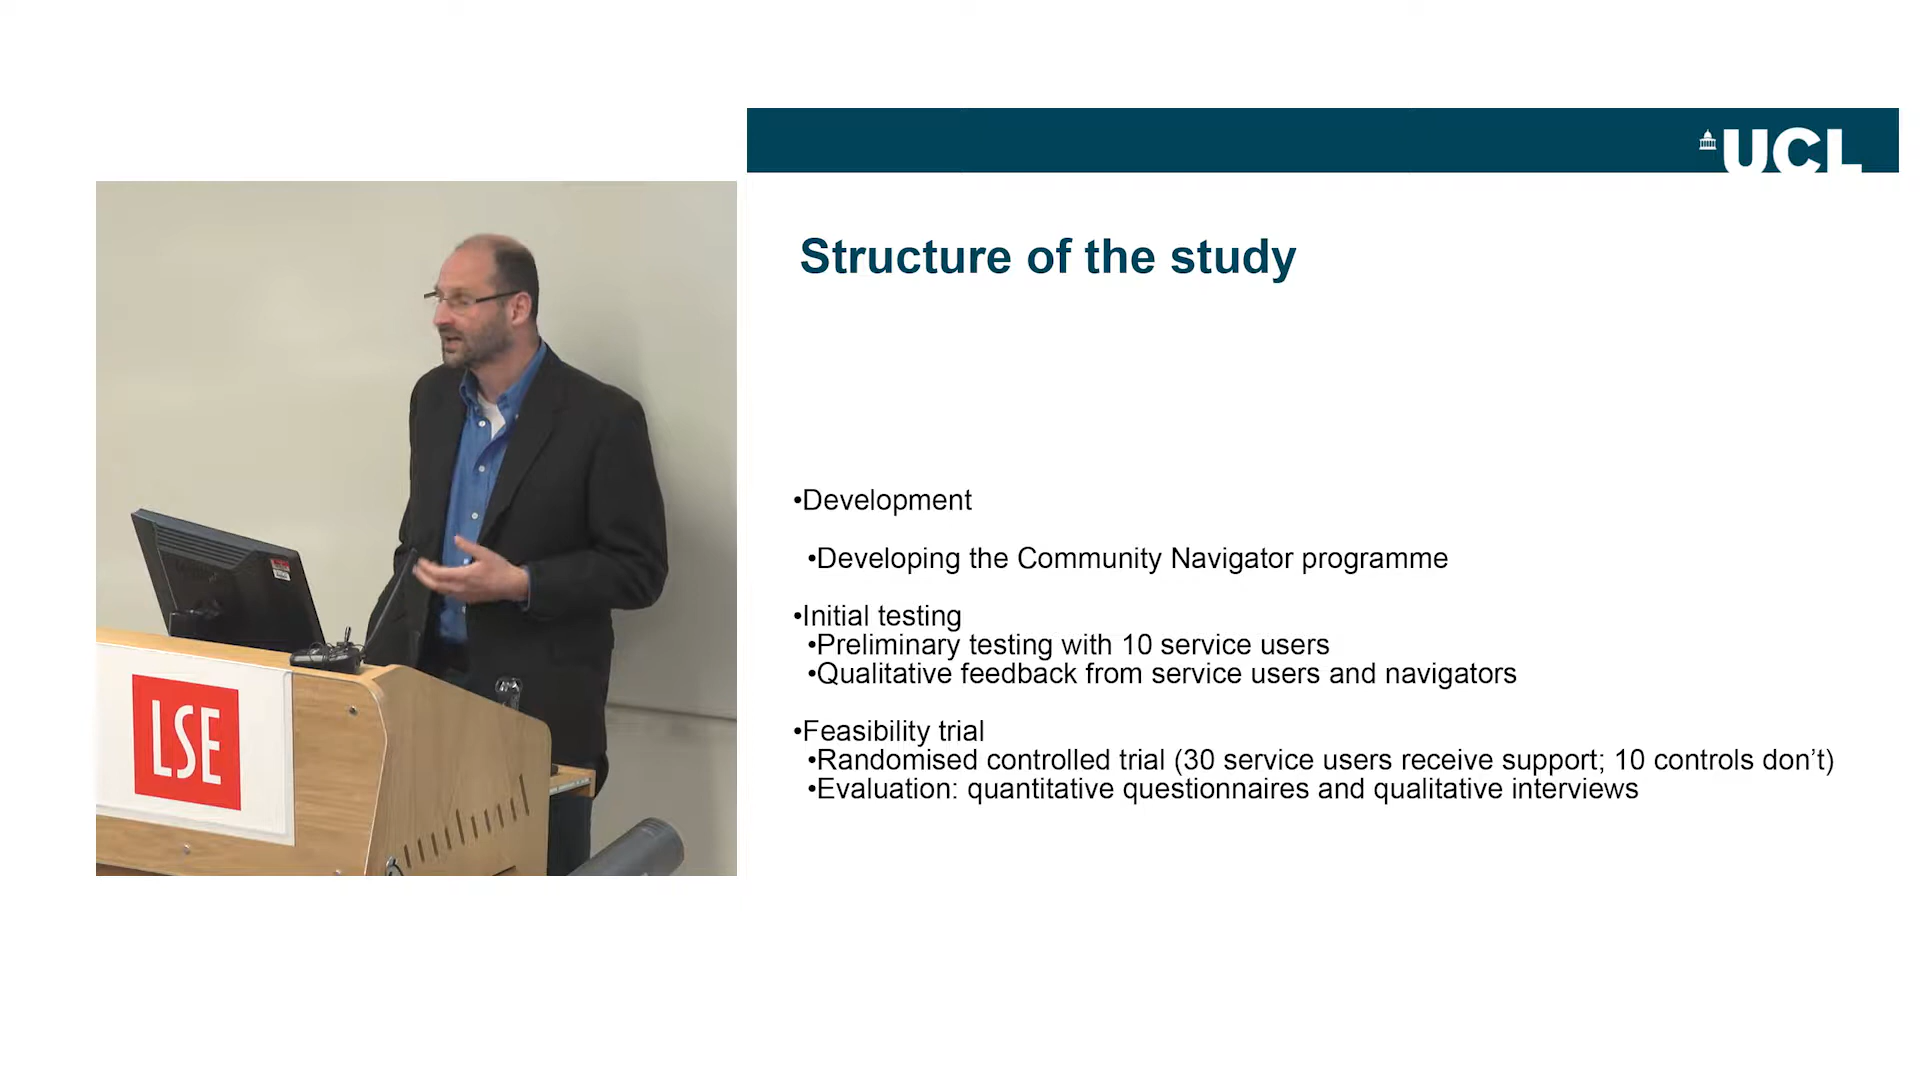 UCL
Structure of the study
•Development
•Developing the Community Navigator programme
•Initial testing
•Preliminary testing with 10 service users
•Qualitative feedback from service users and navigators
•Feasibility trial
•Randomised controlled trial (30 service users receive support; 10 controls don’t)
•Evaluation: quantitative questionnaires and qualitative interviews
LSE